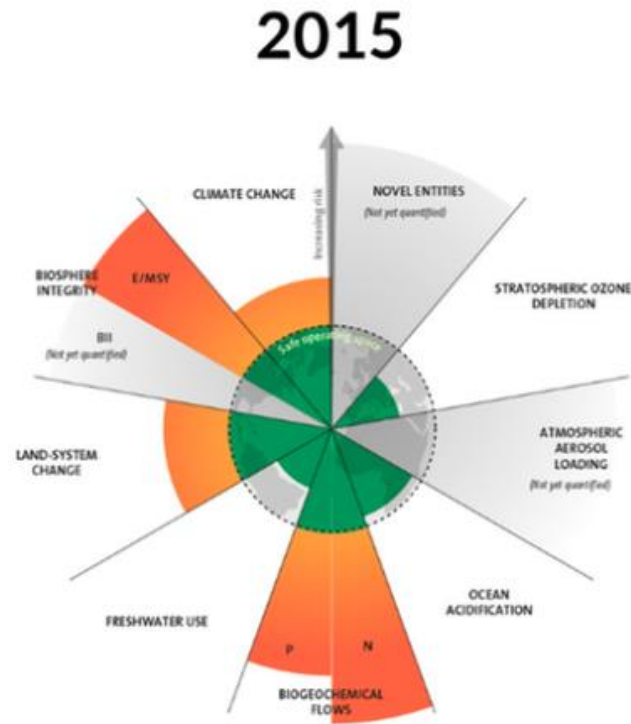 2015
CLIMATE CHANGE
Increasing risk
NOVEL ENTITIES
(Not yet quantified)
STRATOSPHERIC OZONE
DEPLETION
ATMOSPHERIC
AEROSOL
LOADING
(Not yet quantified)
OCEAN
ACIDIFICATION
N
P
BIOGEOCHEMICAL
FLOWS
FRESHWATER USE
LAND-SYSTEM
CHANGE
BII
(Not yet quantified)
BIOSPHERE
INTEGRITY
E/MSY
Safe operating space